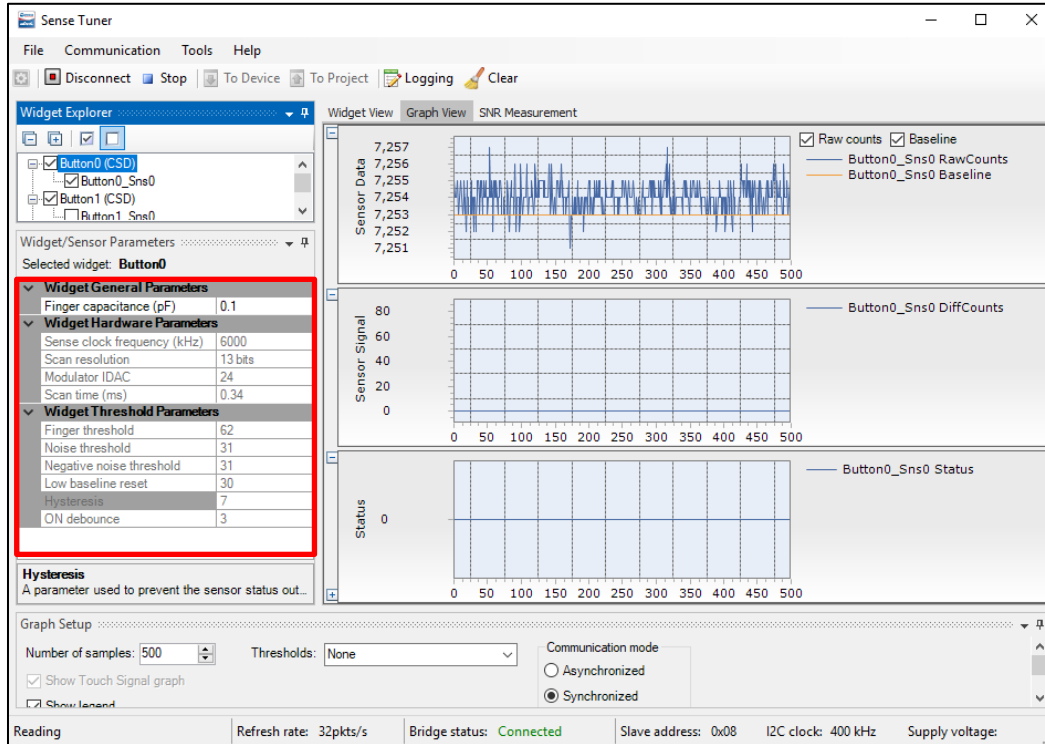 Sense Tuner
File Communication Tools Help
Disconnect Stop To Device To Project Logging Clear
Widget Explorer
Button0 (CSD)
Button0_Sns0
Button1 (CSD)
Button1_Sns0
Widget/Sensor Parameters
Selected widget: Button0
Widget General Parameters
Finger capacitance (pF) 0.1
Widget Hardware Parameters
Sense clock frequency (kHz) 6000
Scan resolution 13 bits
Modulator IDAC 24
Scan time (ms) 0.34
Widget Threshold Parameters
Finger threshold 62
Noise threshold 31
Negative noise threshold 31
Low baseline reset 30
Hysteresis 7
ON debounce 3
Hysteresis
A parameter used to prevent the sensor status out...
Widget View Graph View SNR Measurement
Sensor Data
7,257
7,256
7,255
7,254
7,253
7,252
7,251
0 50 100 150 200 250 300 350 400 450 500
Raw counts Baseline
Button0_Sns0 RawCounts
Button0_Sns0 Baseline
Sensor Signal
80
60
40
20
0
0 50 100 150 200 250 300 350 400 450 500
Button0_Sns0 DiffCounts
Status
0
0 50 100 150 200 250 300 350 400 450 500
Button0_Sns0 Status
Graph Setup
Number of samples: 500 Thresholds: None
Show Touch Signal graph
Show legend
Communication mode
Asynchronized
Synchronized
Reading Refresh rate: 32pkts/s Bridge status: Connected Slave address: 0x08 I2C clock: 400 kHz Supply voltage: